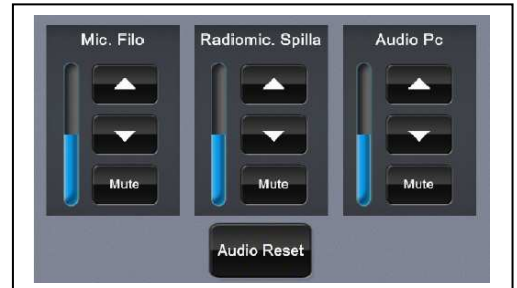 Mic. Filo
Radiomic. Spilla
Audio Pc
Mute
Mute
Mute
Audio Reset